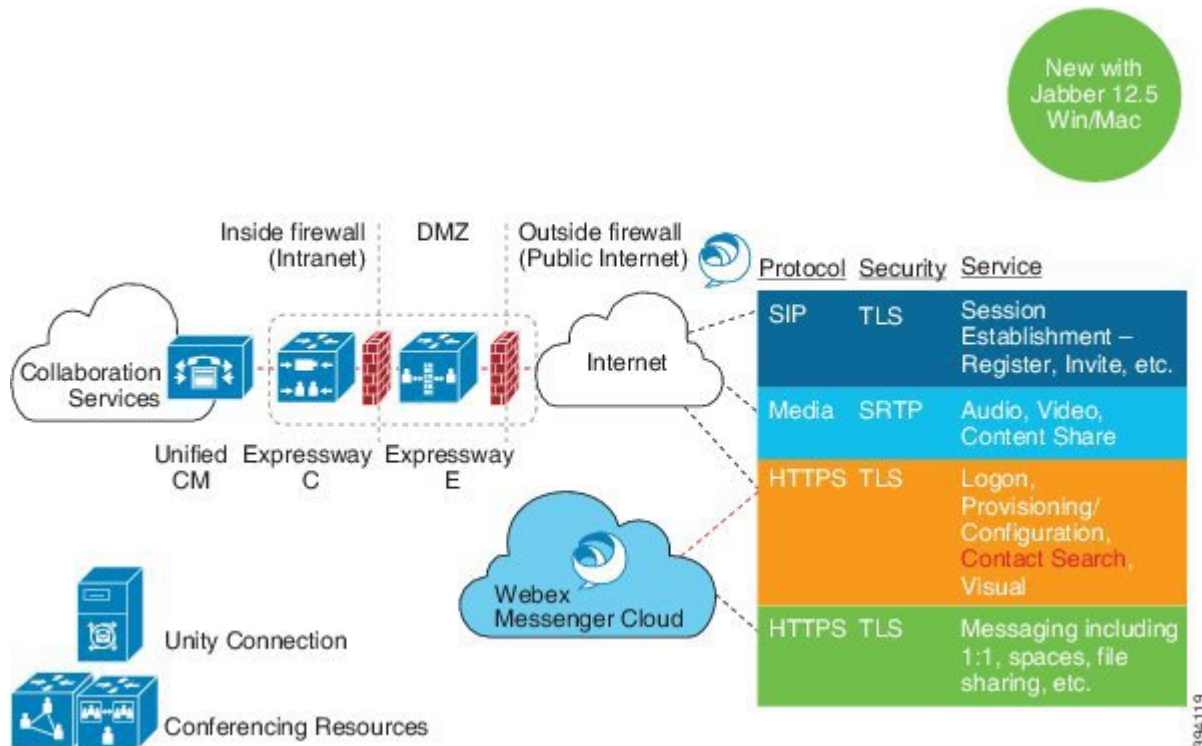 New with
Jabber 12.5
Win/Mac
Inside firewall
(Intranet)
DMZ
Outside firewall
(Public Internet)
Protocol Security Service
SIP TLS Session
Establishment –
Register, Invite, etc.
Media SRTP Audio, Video,
Content Share
HTTPS TLS Logon,
Provisioning/
Configuration,
Contact Search,
Visual
HTTPS TLS Messaging including
1:1, spaces, file
sharing, etc.
Collaboration
Services
Internet
Unified
CM
Expressway
C
Expressway
E
Webex
Messenger Cloud
Unity Connection
Conferencing Resources
394119